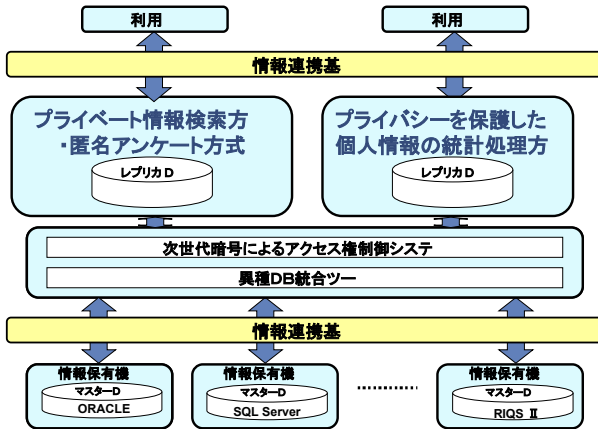 利用
利用
情報連携基
プライベート情報検索方
・匿名アンケート方式
レプリカD
プライバシーを保護した
個人情報の統計処理方
レプリカD
次世代暗号によるアクセス権制御システ
異種DB統合ツー
情報連携基
情報保有機
マスターD
ORACLE
情報保有機
マスターD
SQL Server
情報保有機
マスターD
RIQS Ⅱ